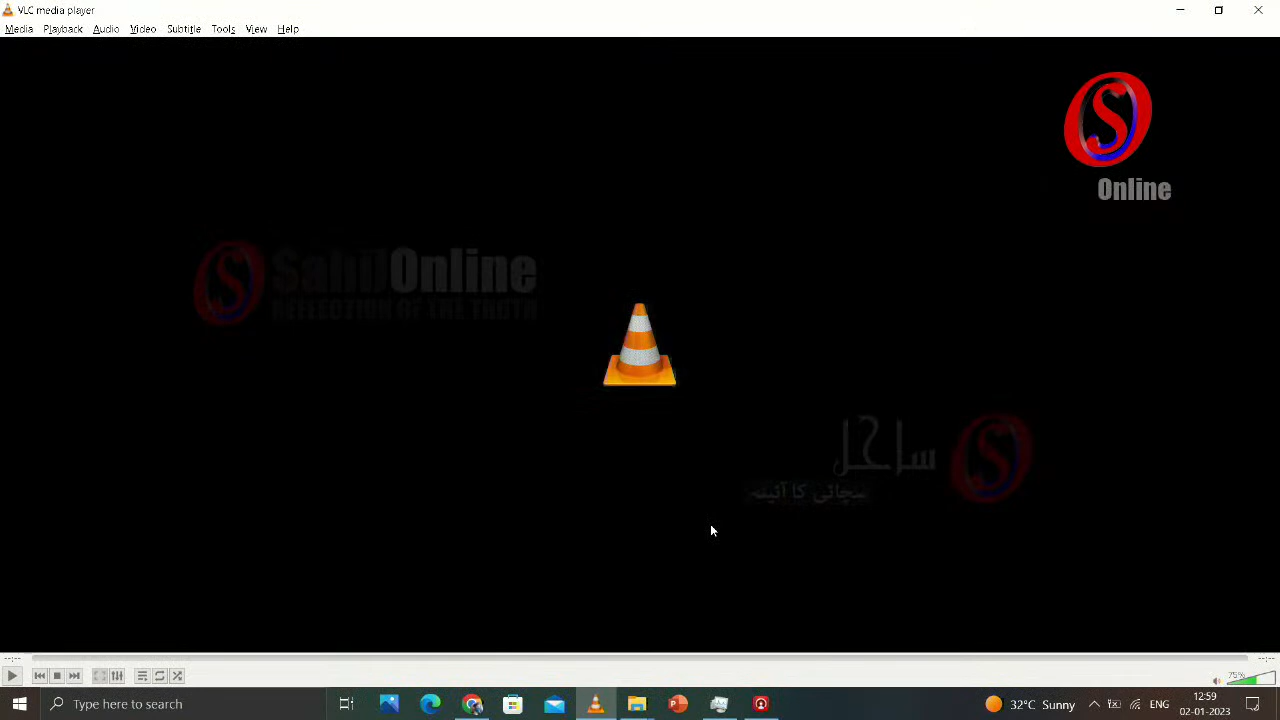 VLC media player
Media Playback Audio Video Subtitle Tools View Help
S
Online
SahilOnline
REFLECTION OF THE TRUTH
ساحل
سچائی کا آئینہ
--:-- --:--
75%
Type here to search
32°C Sunny
ENG
12:59
02-01-2023